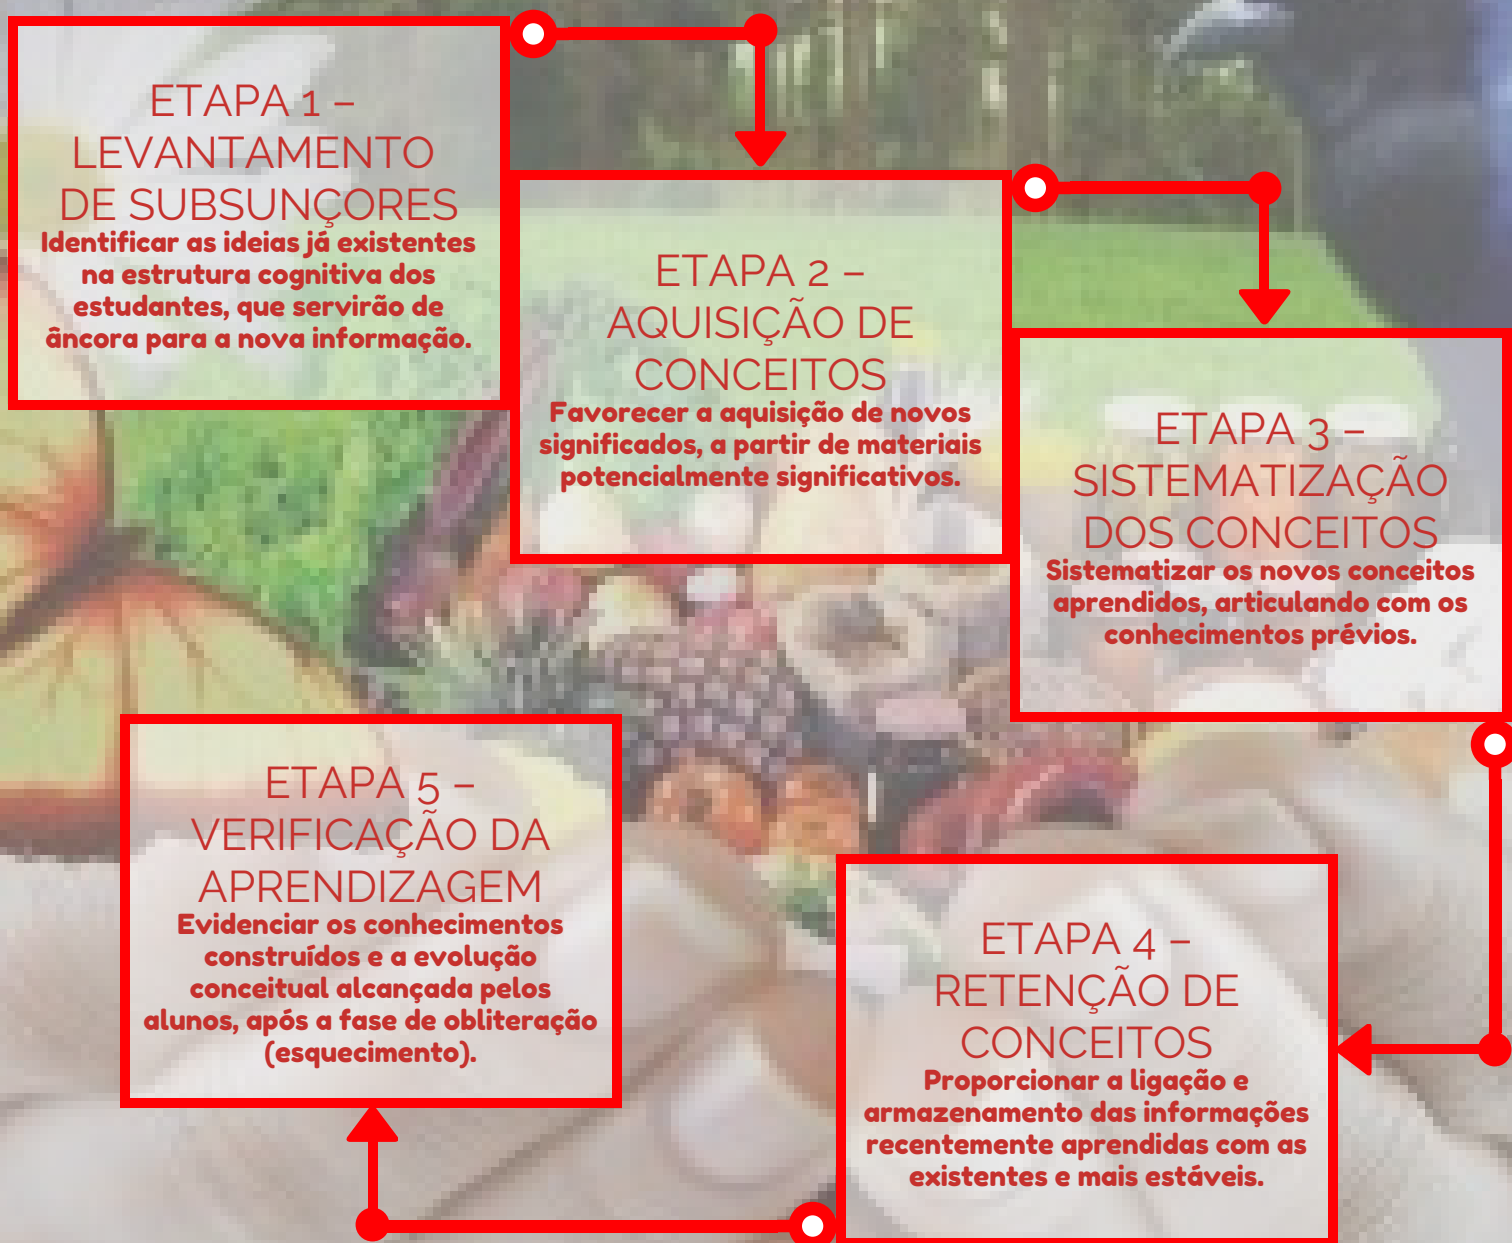 ETAPA 1 –
LEVANTAMENTO
DE SUBSUNÇORES
Identificar as ideias já existentes
na estrutura cognitiva dos
estudantes, que servirão de
âncora para a nova informação.
ETAPA 2 –
AQUISIÇÃO DE
CONCEITOS
Favorecer a aquisição de novos
significados, a partir de materiais
potencialmente significativos.
ETAPA 3 –
SISTEMATIZAÇÃO
DOS CONCEITOS
Sistematizar os novos conceitos
aprendidos, articulando com os
conhecimentos prévios.
ETAPA 4 –
RETENÇÃO DE
CONCEITOS
Proporcionar a ligação e
armazenamento das informações
recentemente aprendidas com as
existentes e mais estáveis.
ETAPA 5 –
VERIFICAÇÃO DA
APRENDIZAGEM
Evidenciar os conhecimentos
construídos e a evolução
conceitual alcançada pelos
alunos, após a fase de obliteração
(esquecimento).